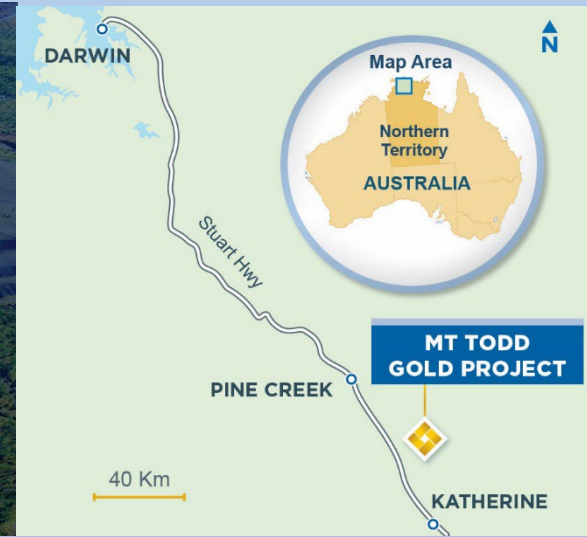 DARWIN
N
Map Area
Northern
Territory
AUSTRALIA
Stuart Hwy
MT TODD
GOLD PROJECT
PINE CREEK
40 Km
KATHERINE